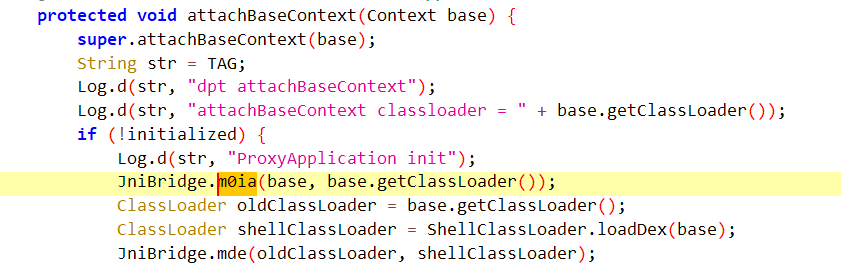 protected void attachBaseContext(Context base) {
super.attachBaseContext(base);
String str = TAG;
Log.d(str, "dpt attachBaseContext");
Log.d(str, "attachBaseContext classloader = " + base.getClassLoader());
if (!initialized) {
Log.d(str, "ProxyApplication init");
JniBridge.m0ia(base, base.getClassLoader());
ClassLoader oldClassLoader = base.getClassLoader();
ClassLoader shellClassLoader = ShellClassLoader.loadDex(base);
JniBridge.mde(oldClassLoader, shellClassLoader);